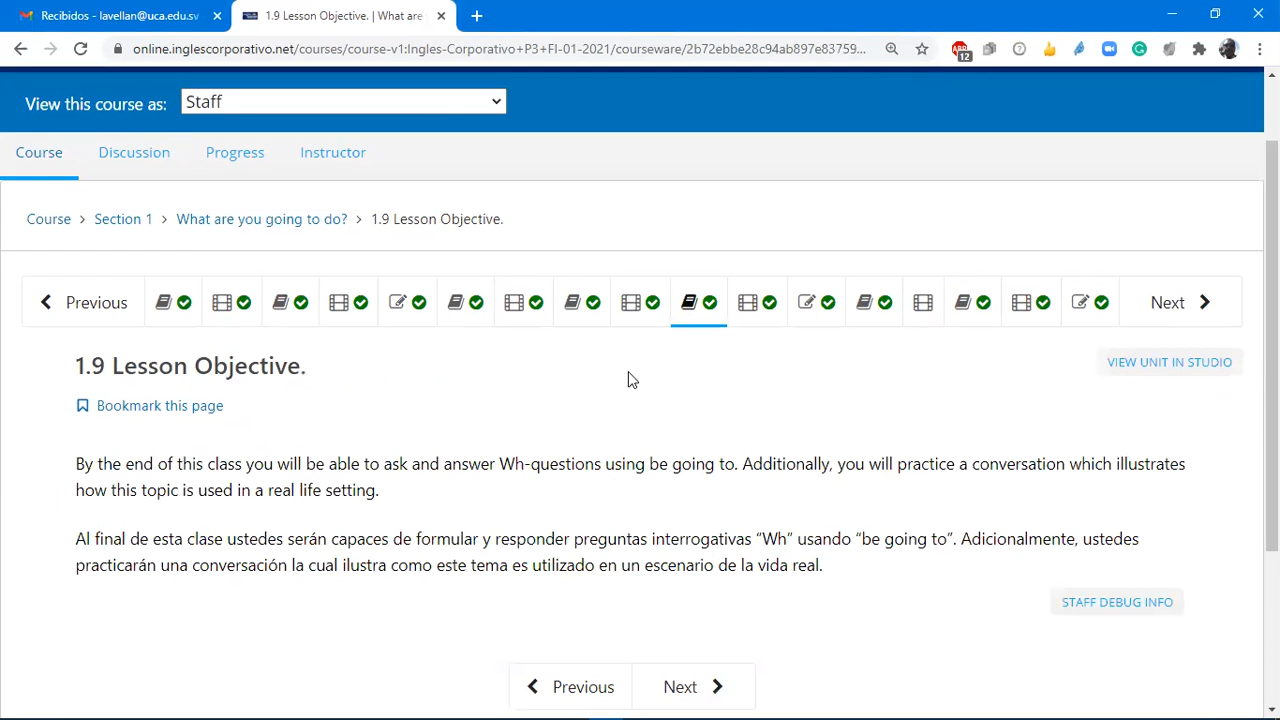 Recibidos - lavellan@uca.edu.sv
1.9 Lesson Objective. | What are
online.inglescorporativo.net/courses/course-v1:Ingles-Corporativo+P3+FI-01-2021/courseware/2b72ebbe28c94ab897e83759...
ABP
12
View this course as:
Staff
Course
Discussion
Progress
Instructor
Course > Section 1 > What are you going to do? > 1.9 Lesson Objective.
Previous
Next
1.9 Lesson Objective.
VIEW UNIT IN STUDIO
Bookmark this page
By the end of this class you will be able to ask and answer Wh-questions using be going to. Additionally, you will practice a conversation which illustrates
how this topic is used in a real life setting.
Al final de esta clase ustedes serán capaces de formular y responder preguntas interrogativas “Wh” usando “be going to”. Adicionalmente, ustedes
practicarán una conversación la cual ilustra como este tema es utilizado en un escenario de la vida real.
STAFF DEBUG INFO
Previous
Next